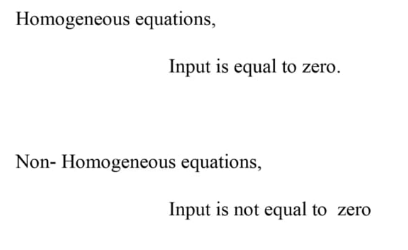 Homogeneous equations,
Input is equal to zero.
Non- Homogeneous equations,
Input is not equal to  zero